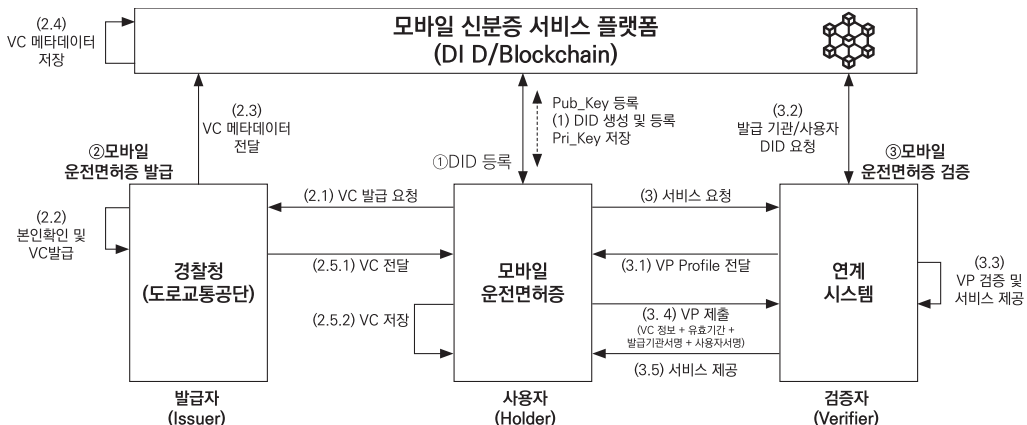 모바일 신분증 서비스 플랫폼
(DI D/Blockchain)
(2.4)
VC 메타데이터
저장
(2.3)
VC 메타데이터
전달
Pub_Key 등록
(1) DID 생성 및 등록
Pri_Key 저장
①DID 등록
(3.2)
발급 기관/사용자
DID 요청
②모바일
운전면허증 발급
③모바일
운전면허증 검증
(2.1) VC 발급 요청
(3) 서비스 요청
(2.2)
본인확인 및
VC발급
경찰청
(도로교통공단)
(2.5.1) VC 전달
모바일
운전면허증
(3.1) VP Profile 전달
연계
시스템
(3.3)
VP 검증 및
서비스 제공
(2.5.2) VC 저장
(3. 4) VP 제출
(VC 정보 + 유효기간 +
발급기관서명 + 사용자서명)
(3.5) 서비스 제공
발급자
(Issuer)
사용자
(Holder)
검증자
(Verifier)